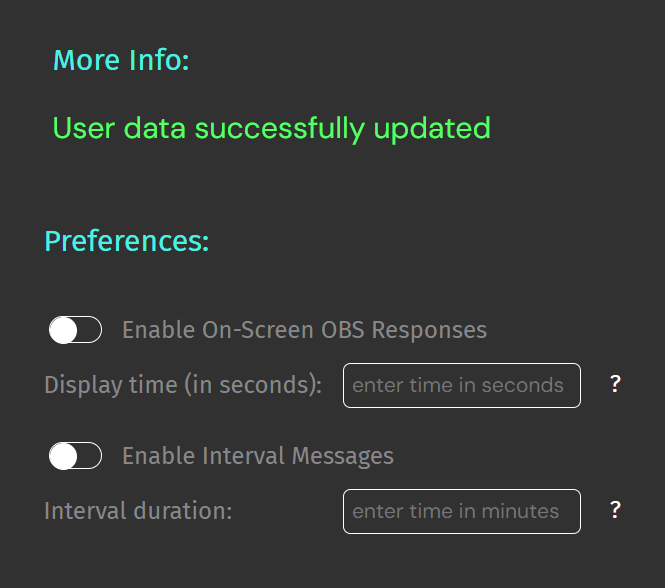 More Info:
User data successfully updated
Preferences:
Enable On-Screen OBS Responses
Display time (in seconds): enter time in seconds ?
Enable Interval Messages
Interval duration: enter time in minutes ?